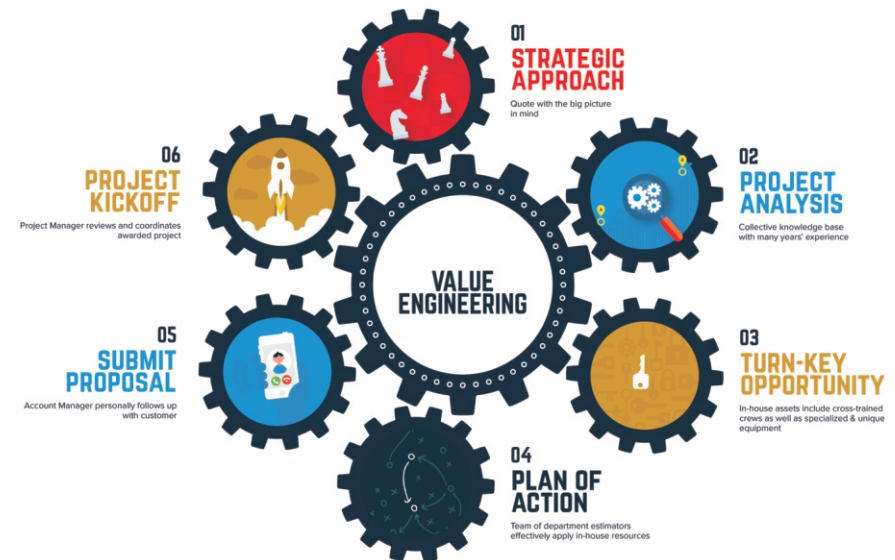 01
STRATEGIC
APPROACH
Quote with the big picture
in mind
02
PROJECT
ANALYSIS
Collective knowledge base
with many years' experience
03
TURN-KEY
OPPORTUNITY
In-house assets include cross-trained
crews as well as specialized & unique
equipment
04
PLAN OF
ACTION
Team of department estimators
effectively apply in-house resources
05
SUBMIT
PROPOSAL
Account Manager personally follows up
with customer
06
PROJECT
KICKOFF
Project Manager reviews and coordinates
awarded project
VALUE
ENGINEERING